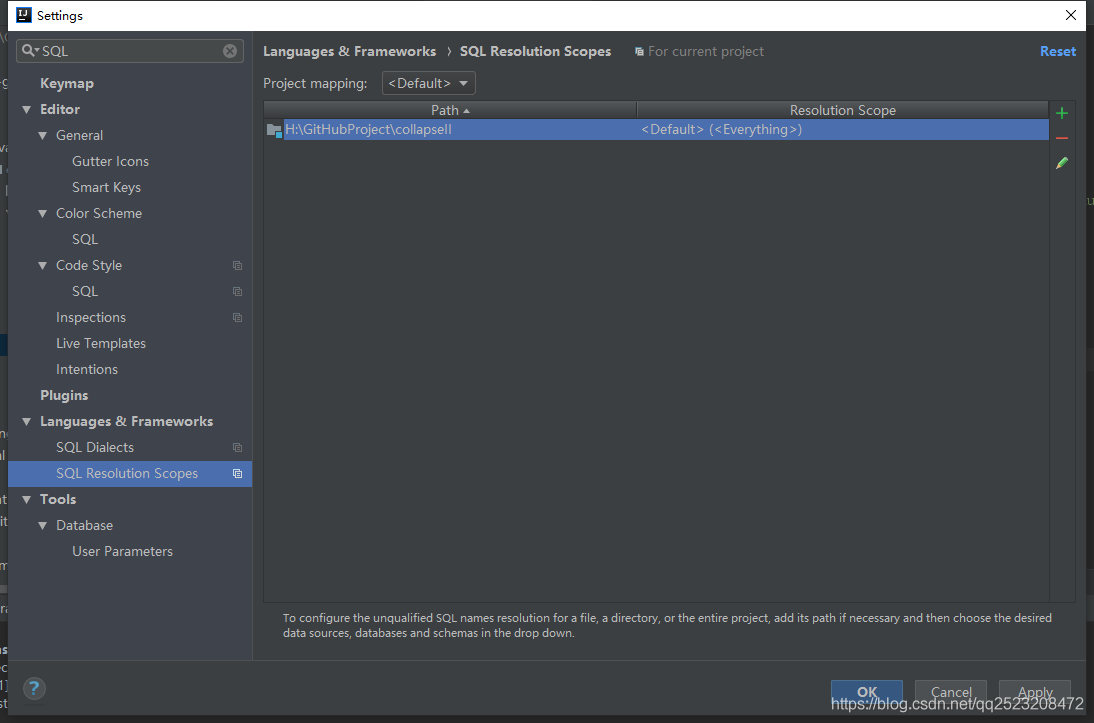 Settings
SQL
Keymap
Editor
General
Gutter Icons
Smart Keys
Color Scheme
SQL
Code Style
SQL
Inspections
Live Templates
Intentions
Plugins
Languages & Frameworks
SQL Dialects
SQL Resolution Scopes
Tools
Database
User Parameters
Languages & Frameworks › SQL Resolution Scopes For current project Reset
Project mapping: <Default>
Path Resolution Scope
H:\GitHubProject\collapsell <Default> (<Everything>)
To configure the unqualified SQL names resolution for a file, a directory, or the entire project, add its path if necessary and then choose the desired
data sources, databases and schemas in the drop down.
? OK Cancel Apply
https://blog.csdn.net/qq2523208472